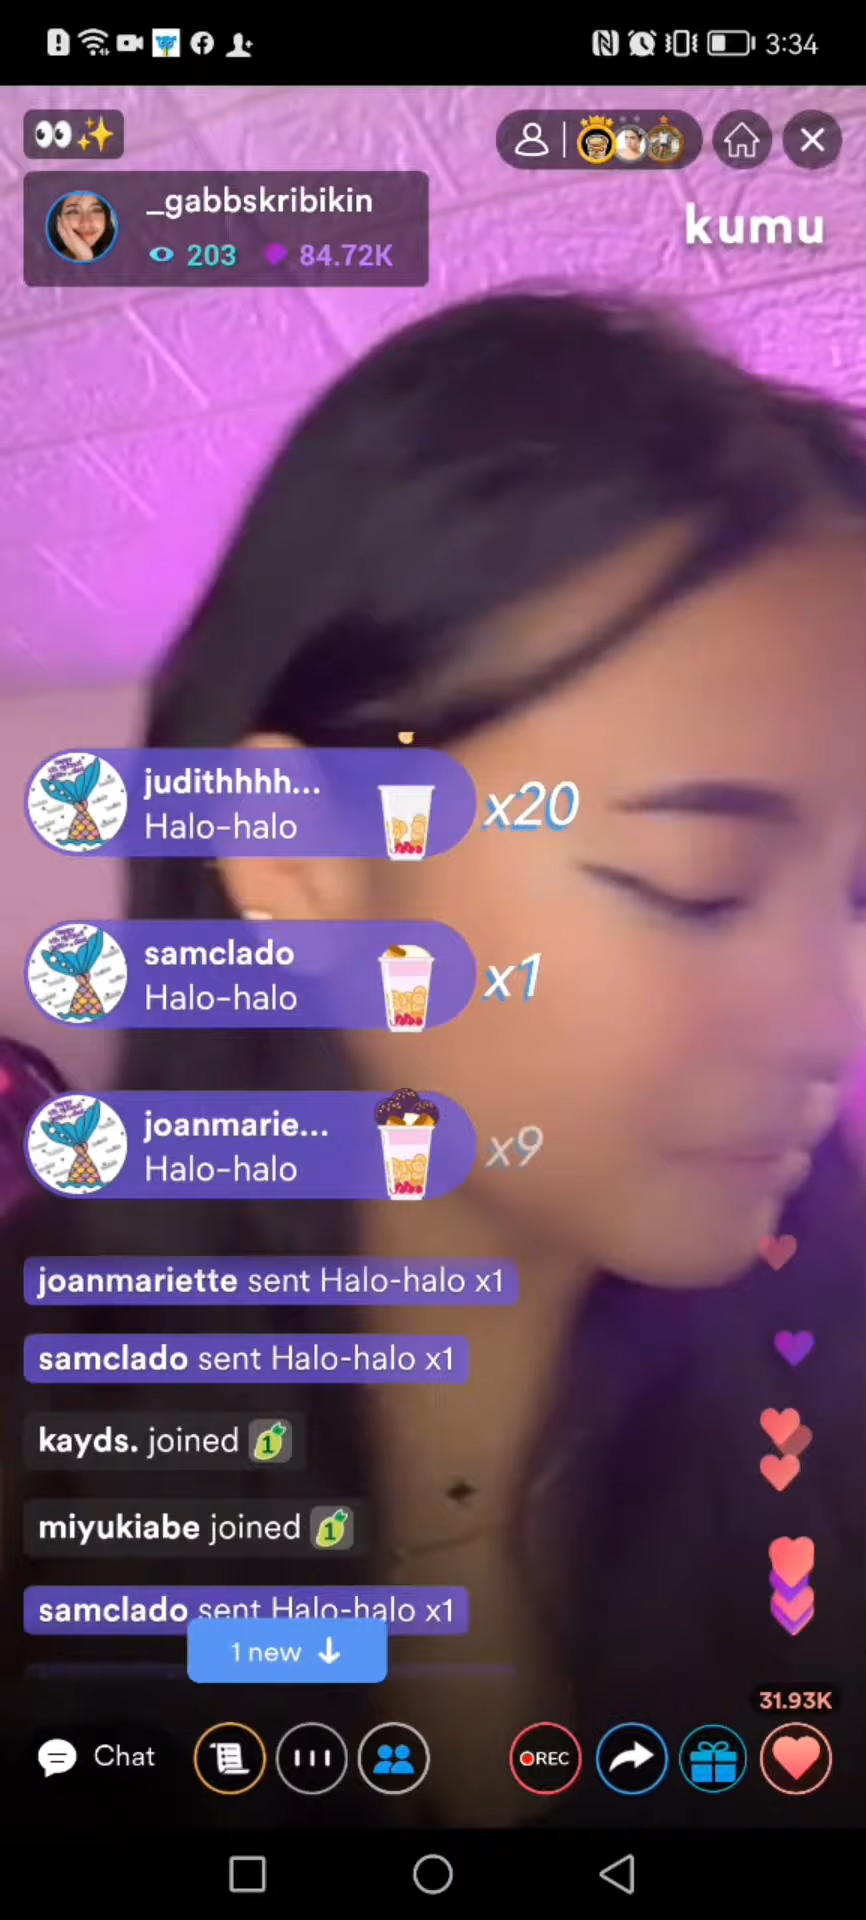 3:34
_gabbskribikin
203 84.72K
kumu
judithhhh...
Halo-halo
x20
samclado
Halo-halo
x1
joanmarie...
Halo-halo
x9
joanmariette sent Halo-halo x1
samclado sent Halo-halo x1
kayds. joined 1
miyukiabe joined 1
samclado sent Halo-halo x1
1 new
31.93K
Chat
REC